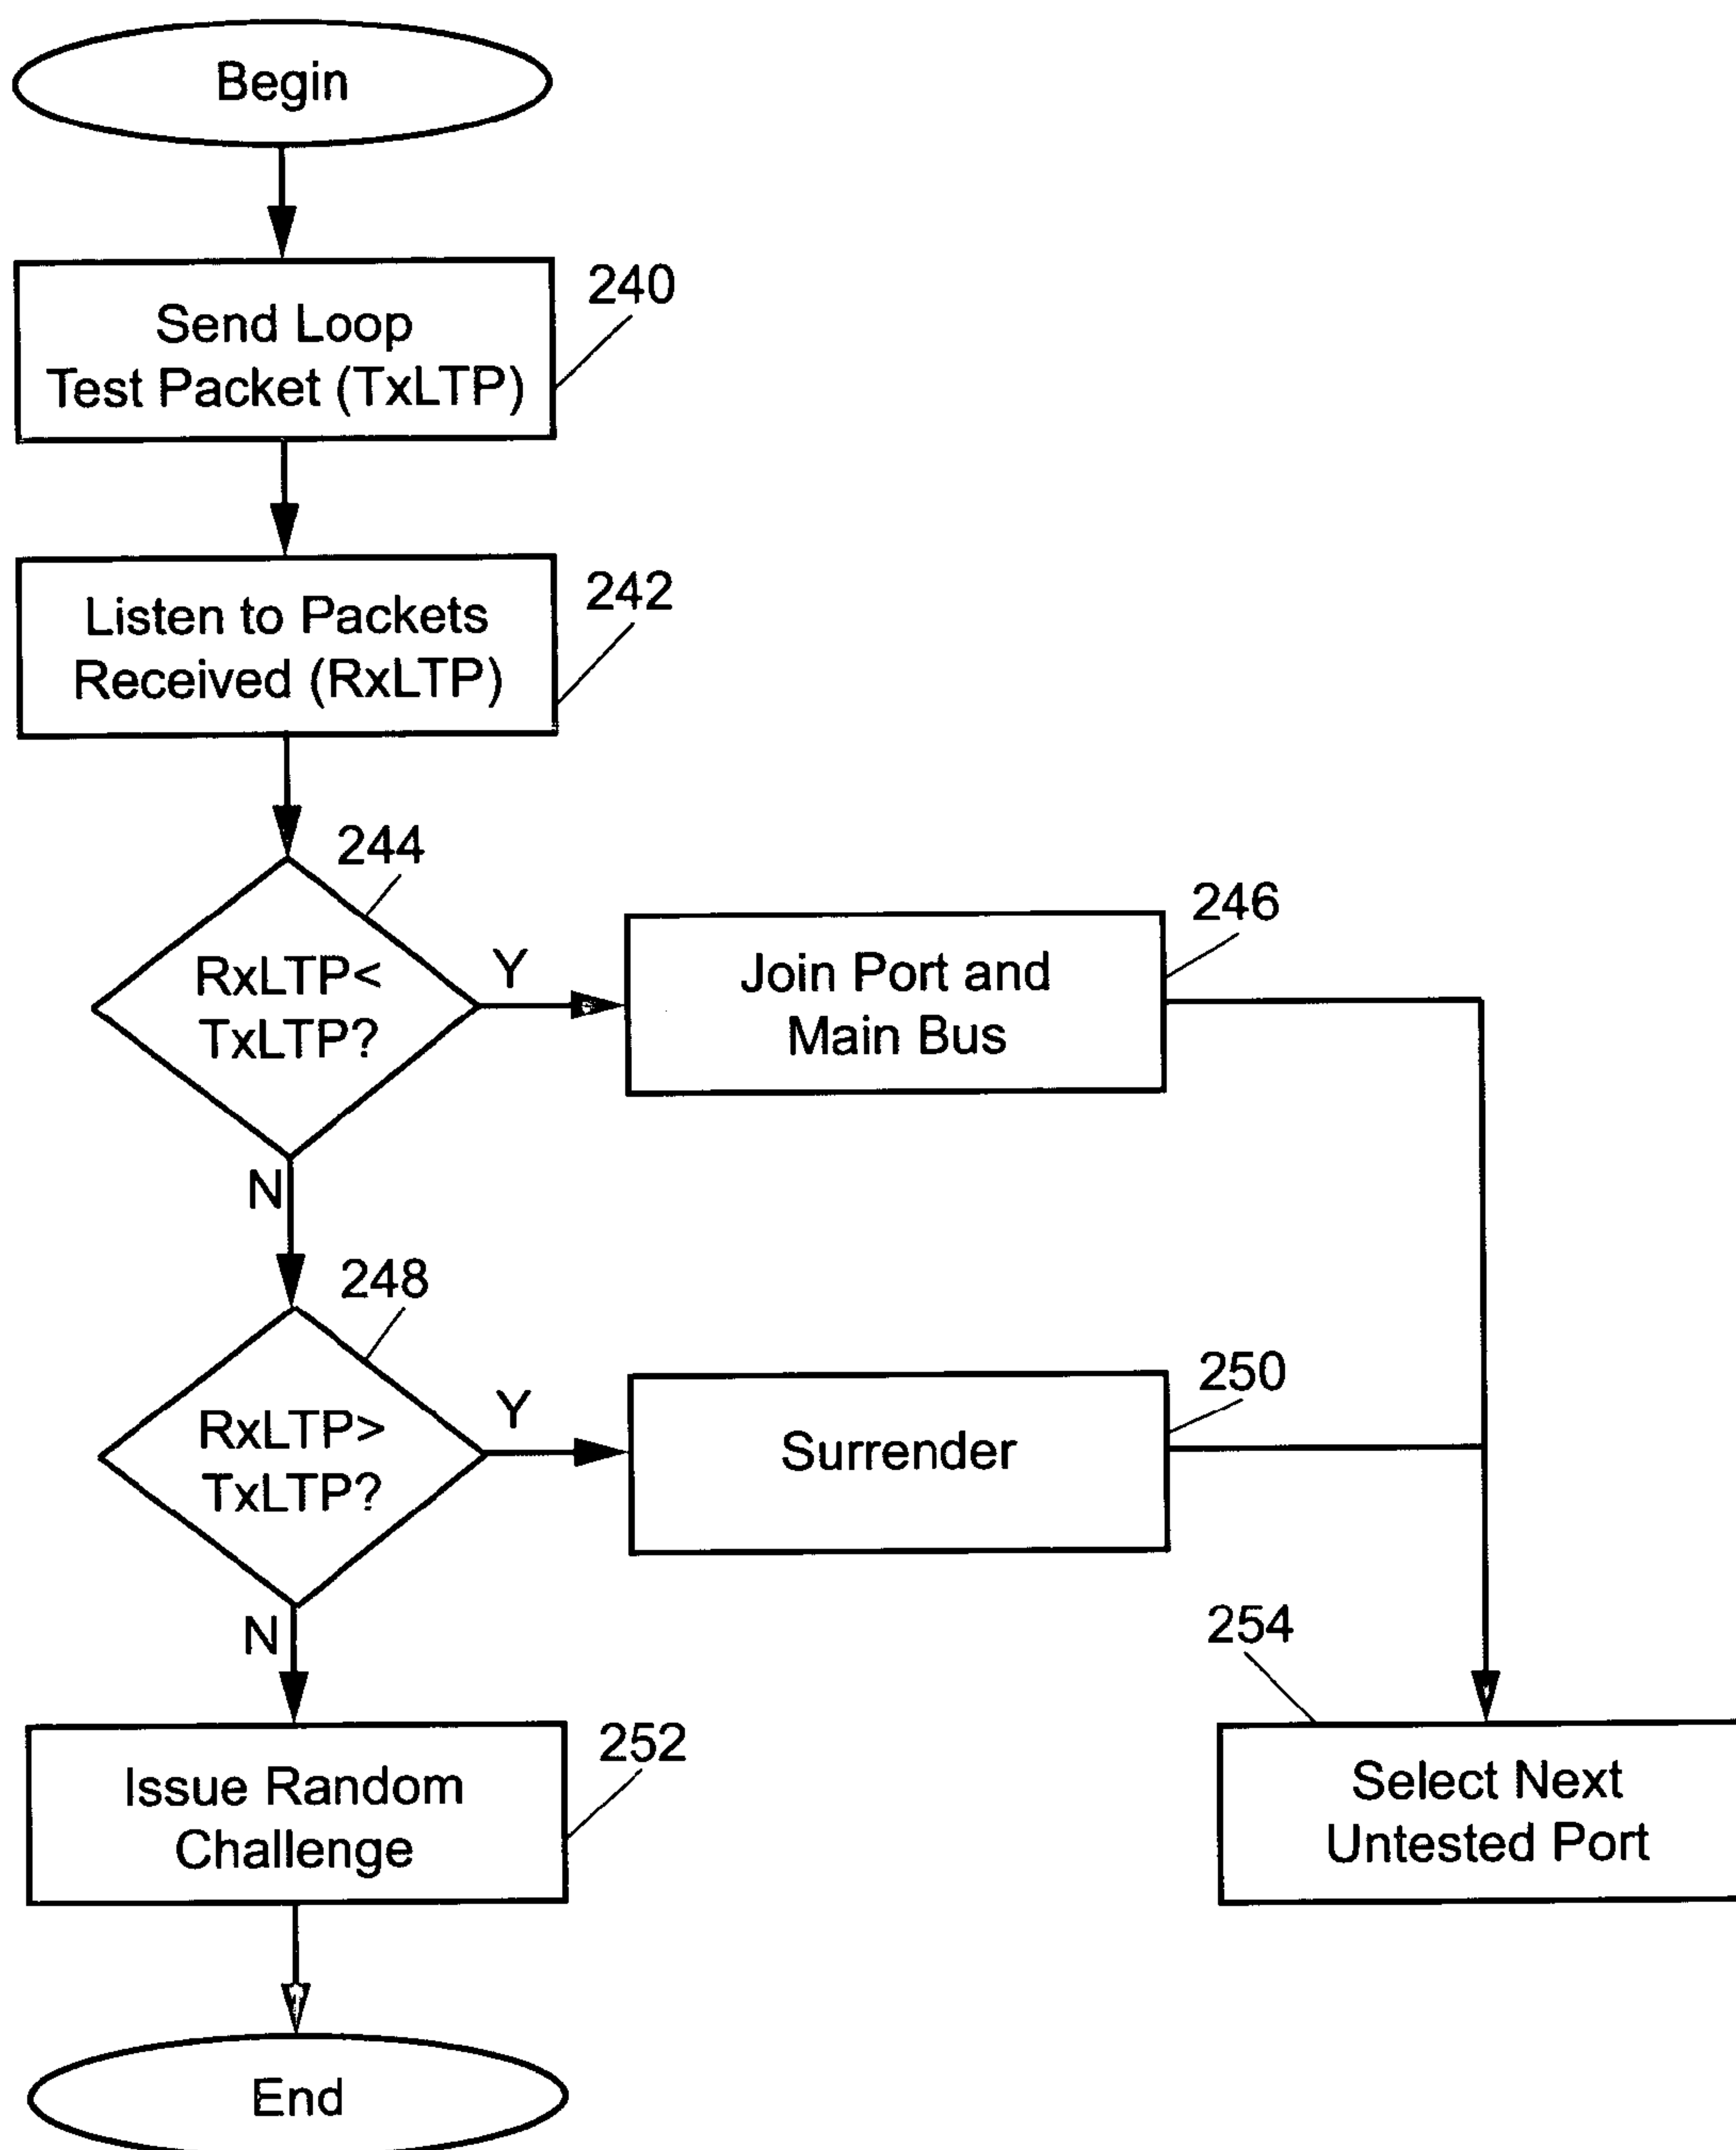 Begin
240
Send Loop
Test Packet (TxLTP)
242
Listen to Packets
Received (RxLTP)
244
RxLTP<
TxLTP?
Y
246
Join Port and
Main Bus
N
248
RxLTP>
TxLTP?
Y
250
Surrender
N
252
Issue Random
Challenge
254
Select Next
Untested Port
End